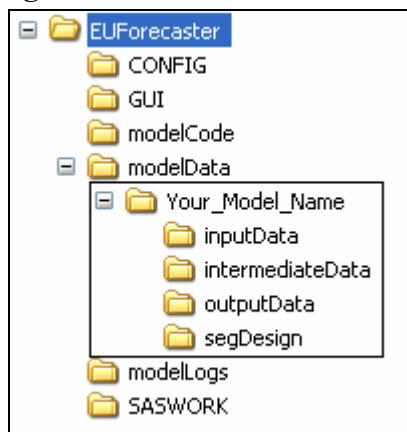 EUForecaster
CONFIG
GUI
modelCode
modelData
Your_Model_Name
inputData
intermediateData
outputData
segDesign
modelLogs
SASWORK